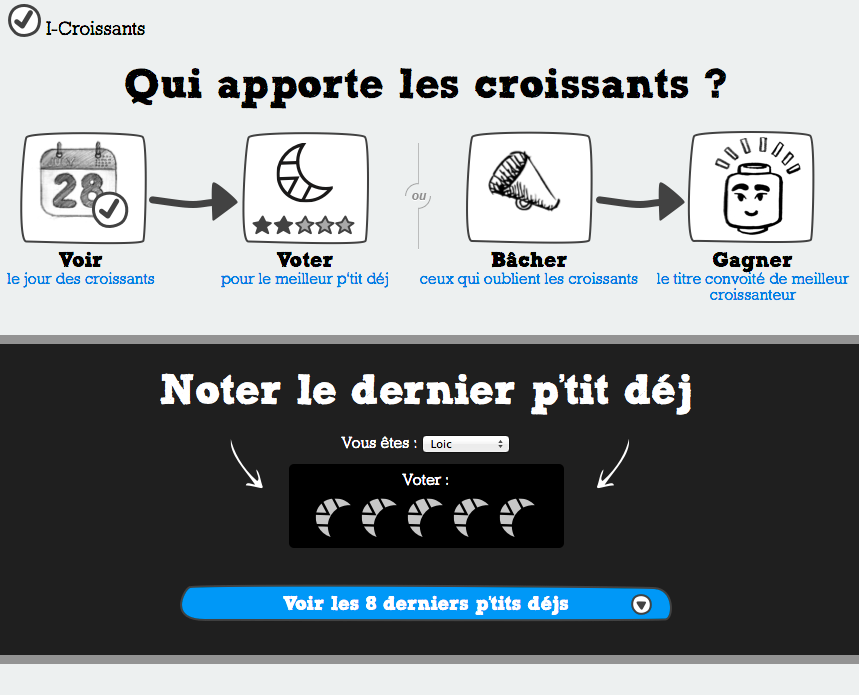 I-Croissants
Qui apporte les croissants ?
28
ou
Voir
le jour des croissants
Voter
pour le meilleur p'tit déj
Bâcher
ceux qui oublient les croissants
Gagner
le titre convoité de meilleur
croissanteur
Noter le dernier p'tit déj
Vous êtes : Loic
Voter :
Voir les 8 derniers p'tits déjs